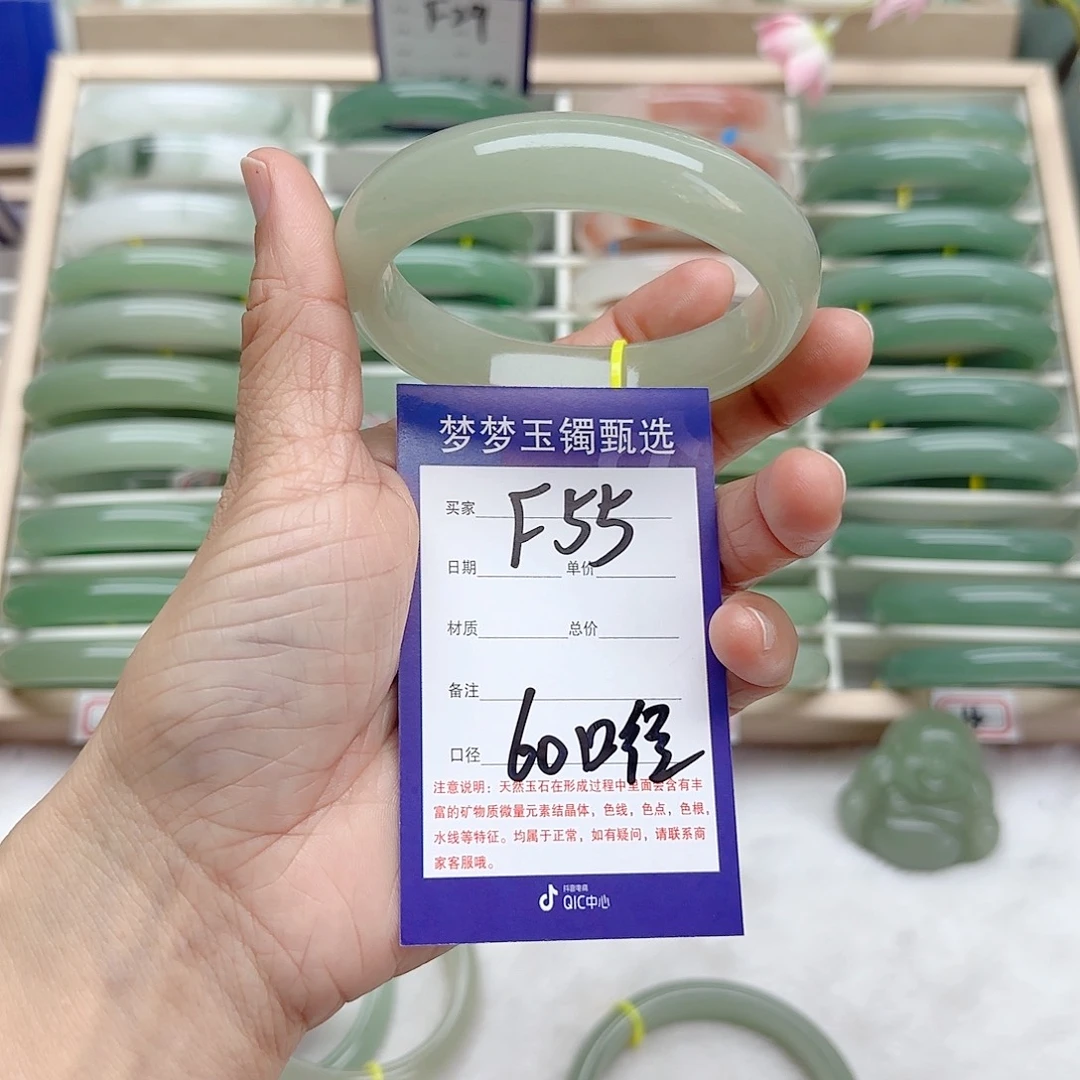 F29
梦梦玉镯甄选
买家 F55
日期 单价
材质 总价
备注
口径 60口径
注意说明：天然玉石在形成过程中里面会含有丰
富的矿物质微量元素结晶体，色线，色点，色根，
水线等特征。均属于正常，如有疑问，请联系商
家客服哦。
抖音电商
QIC中心